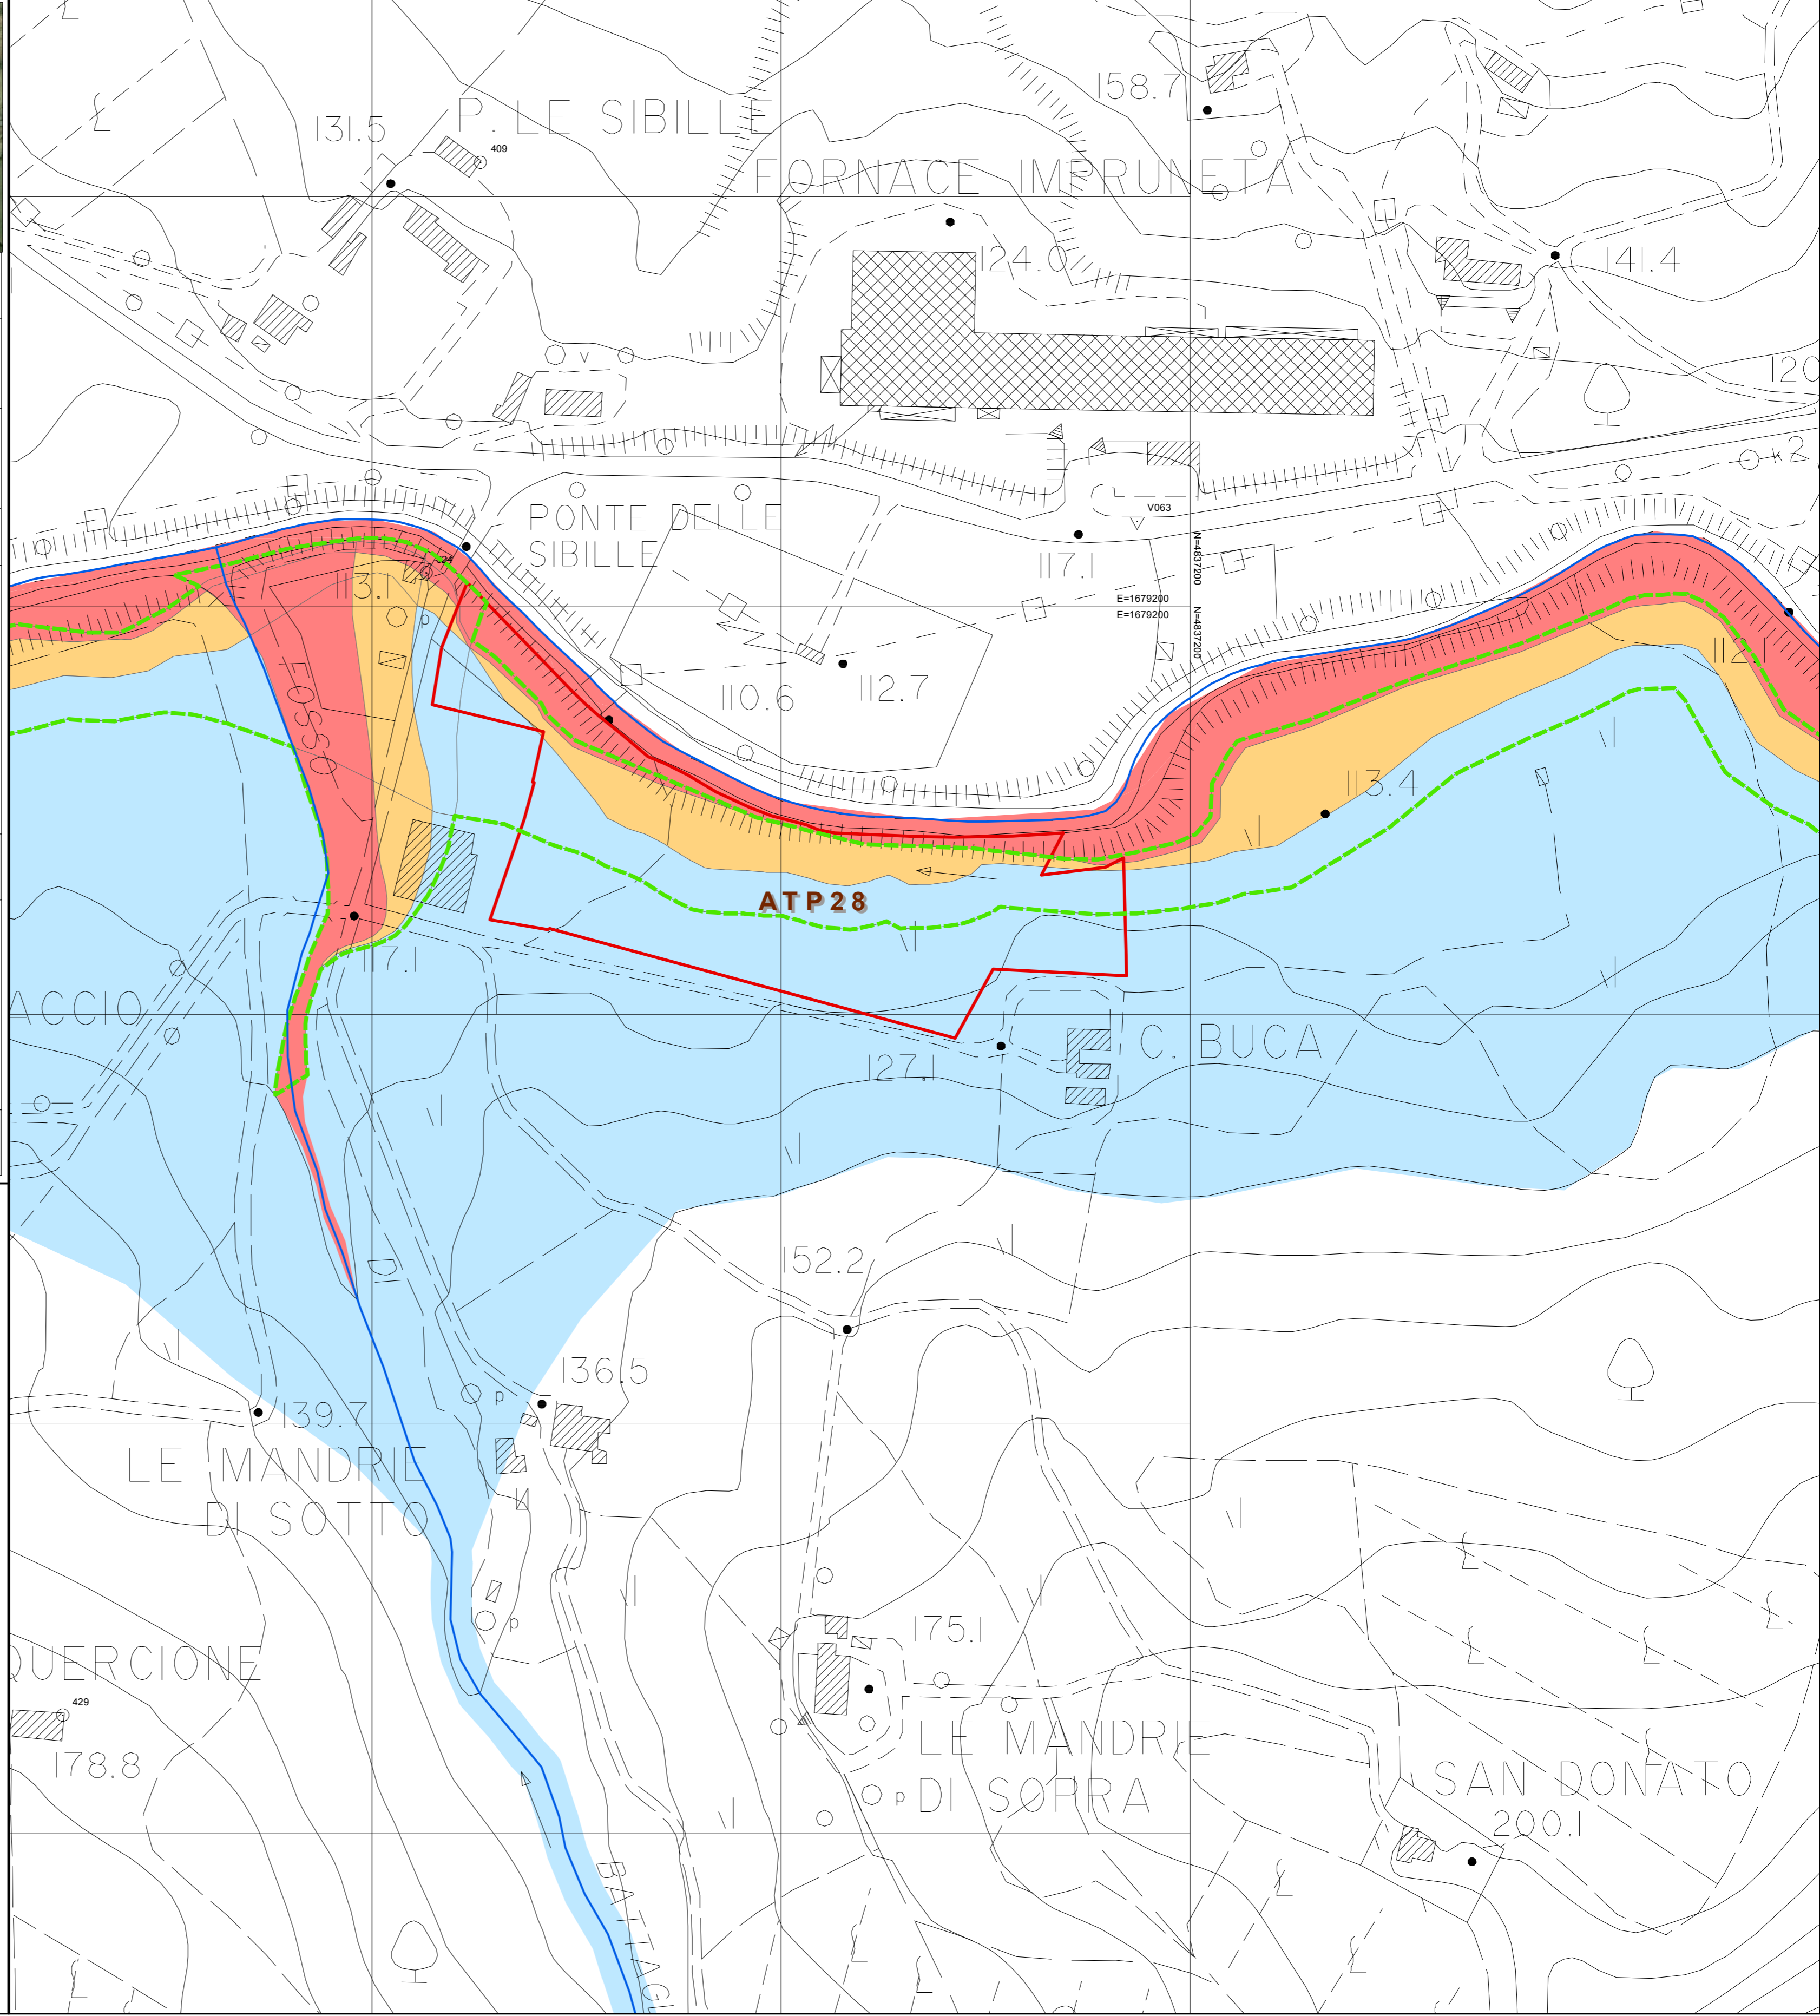 158.7
P. LE SIBILLE
131.5
409
FORNACE IMPRUNETA
124.0
141.4
v
120
k2
PONTE DELLE
SIBILLE
V063
117.1
N=4837200
N=4837200
E=1679200
E=1679200
113.1
p
FOSSO
110.6
112.7
112.1
113.4
ATP28
117.1
ACCIO
C. BUCA
127.1
DI
152.2
136.5
p
139.7
LE MANDRIE
DI SOTTO
p
175.1
QUERCIONE
429
178.8
LE MANDRIE
p DI SOPRA
SAN DONATO
200.1